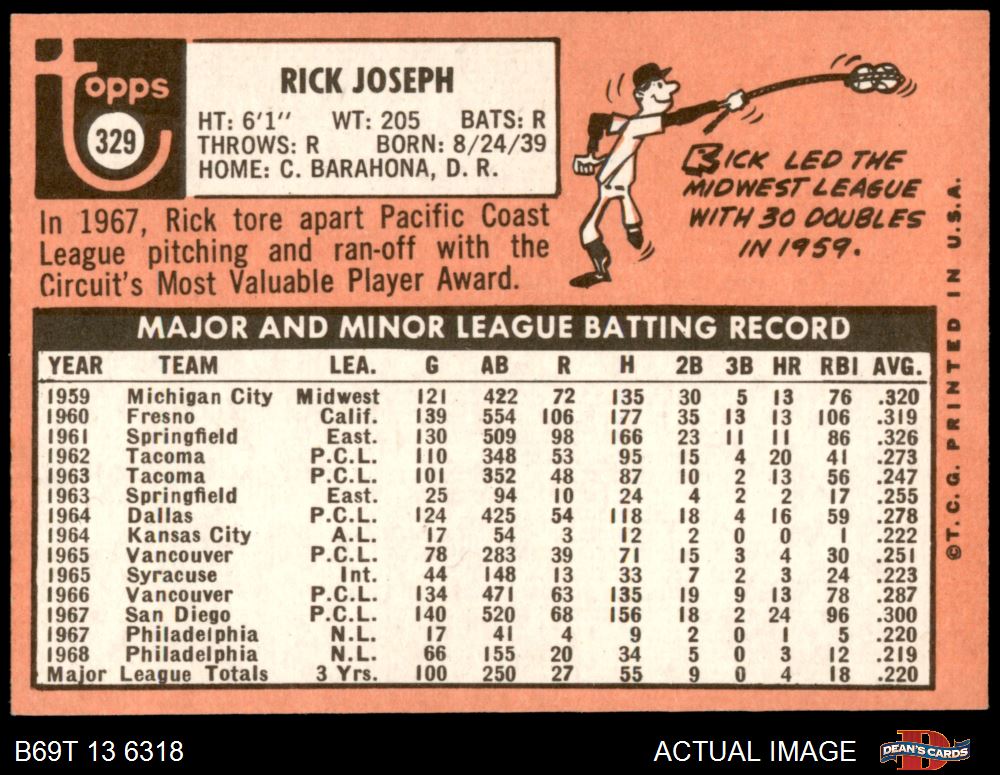 Topps
329
RICK JOSEPH
HT: 6'1" WT: 205 BATS: R
THROWS: R BORN: 8/24/39
HOME: C. BARAHONA, D. R.
In 1967, Rick tore apart Pacific Coast
League pitching and ran-off with the
Circuit's Most Valuable Player Award.
RICK LED THE
MIDWEST LEAGUE
WITH 30 DOUBLES
IN 1959.
MAJOR AND MINOR LEAGUE BATTING RECORD
YEAR TEAM LEA. G AB R H 2B 3B HR RBI AVG.
1959 Michigan City Midwest 121 422 72 135 30 5 13 76 .320
1960 Fresno Calif. 139 554 106 177 35 13 13 106 .319
1961 Springfield East. 130 509 98 166 23 11 11 86 .326
1962 Tacoma P.C.L. 110 348 53 95 15 4 20 41 .273
1963 Tacoma P.C.L. 101 352 48 87 10 2 13 56 .247
1963 Springfield East. 25 94 10 24 4 2 2 17 .255
1964 Dallas P.C.L. 124 425 54 118 18 4 16 59 .278
1964 Kansas City A.L. 17 54 3 12 2 0 0 1 .222
1965 Vancouver P.C.L. 78 283 39 71 15 3 4 30 .251
1965 Syracuse Int. 44 148 13 33 7 2 3 24 .223
1966 Vancouver P.C.L. 134 471 63 135 19 9 13 78 .287
1967 San Diego P.C.L. 140 520 68 156 18 2 24 96 .300
1967 Philadelphia N.L. 17 41 4 9 2 0 1 5 .220
1968 Philadelphia N.L. 66 155 20 34 5 0 3 12 .219
Major League Totals 3 Yrs. 100 250 27 55 9 0 4 18 .220
©T.C.G. PRINTED IN U.S.A.
B69T 13 6318
ACTUAL IMAGE
DEAN'S CARDS